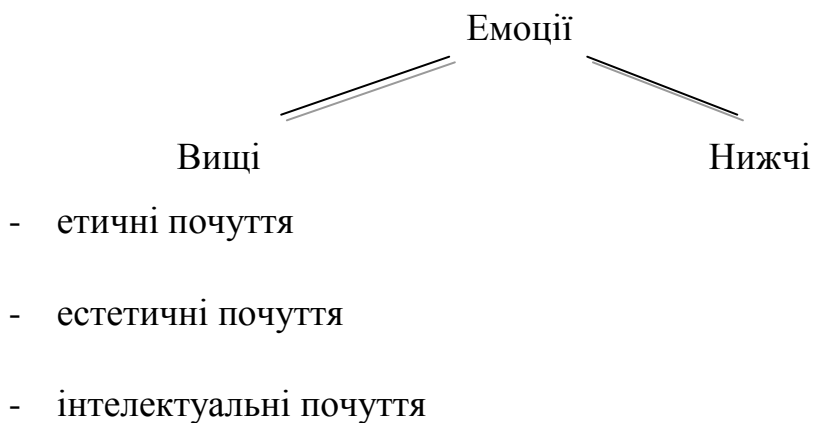 Емоції
Вищі Нижчі
- етичні почуття
- естетичні почуття
- інтелектуальні почуття